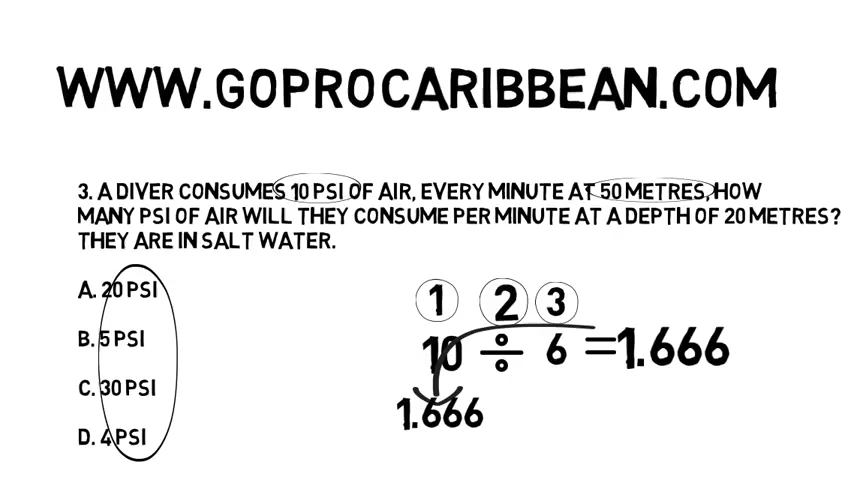 WWW.GOPROCARIBBEAN.COM
3. A DIVER CONSUMES 10 PSI OF AIR, EVERY MINUTE AT 50 METRES, HOW
MANY PSI OF AIR WILL THEY CONSUME PER MINUTE AT A DEPTH OF 20 METRES?
THEY ARE IN SALT WATER.
A. 20 PSI
B. 5 PSI
C. 30 PSI
D. 4 PSI
1 2 3
10 ÷ 6 =1.666
1.666